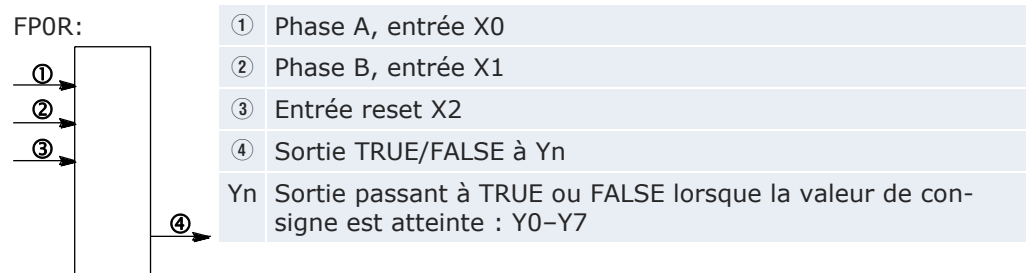 FP0R:
①
②
③
④
① Phase A, entrée X0
② Phase B, entrée X1
③ Entrée reset X2
④ Sortie TRUE/FALSE à Yn
Yn Sortie passant à TRUE ou FALSE lorsque la valeur de con-
signe est atteinte : Y0–Y7